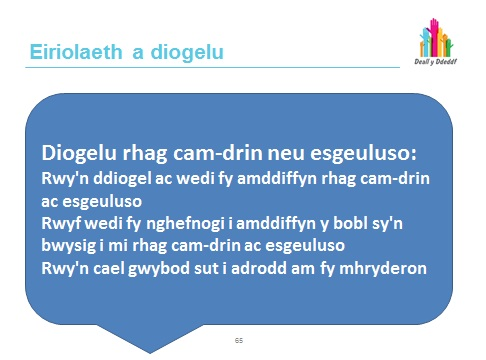 Eiriolaeth a diogelu
Deall y Ddeddf
Diogelu rhag cam-drin neu esgeuluso:
Rwy'n ddiogel ac wedi fy amddiffyn rhag cam-drin
ac esgeuluso
Rwyf wedi fy nghefnogi i amddiffyn y bobl sy'n
bwysig i mi rhag cam-drin ac esgeuluso
Rwy'n cael gwybod sut i adrodd am fy mhryderon
65